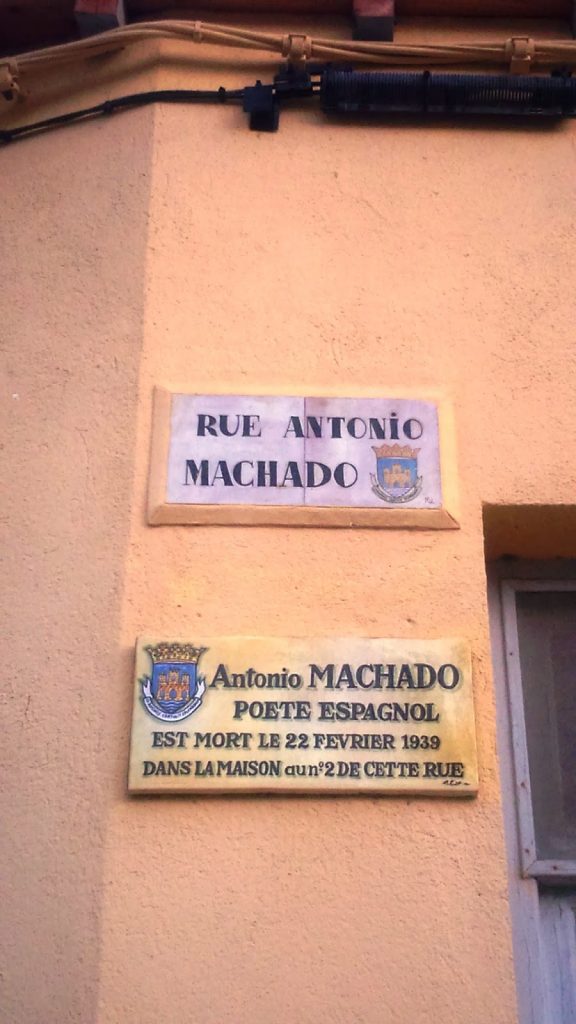 RUE ANTONiO
MACHADO
Antonio MACHADO
POETE ESPAGNOL
EST MORT LE 22 FEVRIER 1939
DANS LA MAISON au nº2 DE CETTE RUE